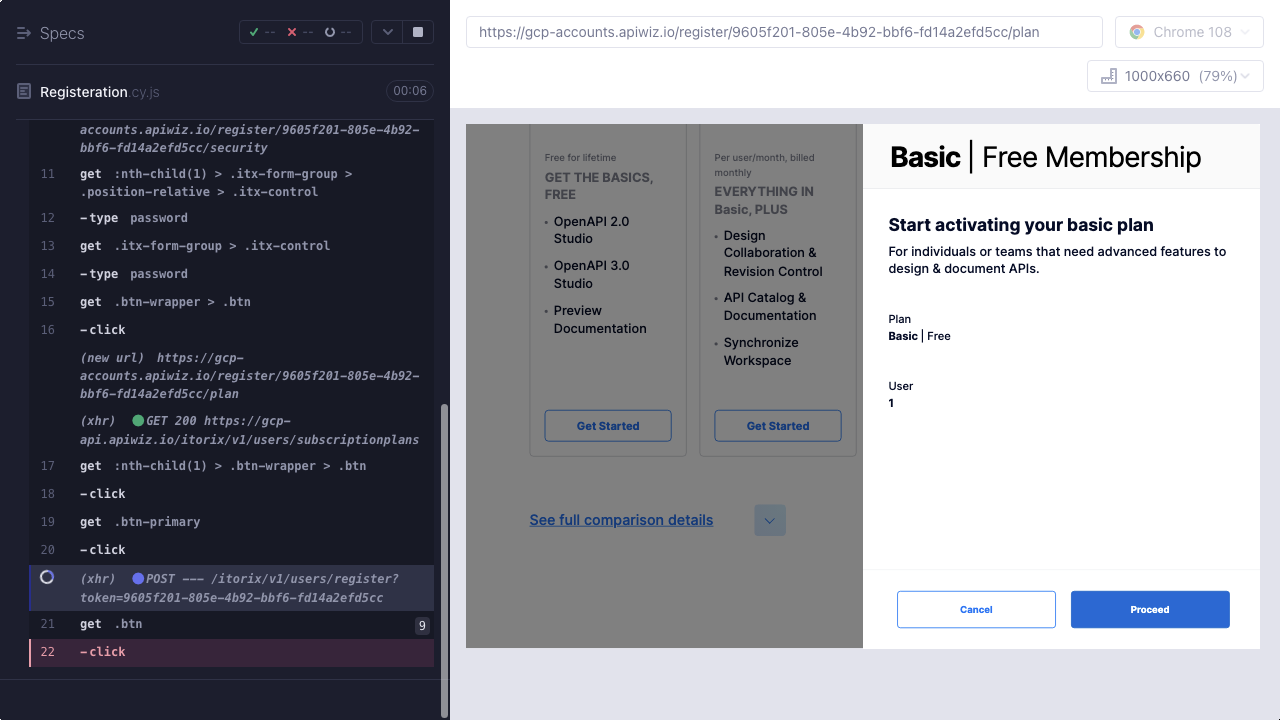 Specs
-- -- --
Registeration.cy.js
00:06
accounts.apiwiz.io/register/9605f201-805e-4b92-
bbf6-fd14a2efd5cc/security
11 get :nth-child(1) > .itx-form-group >
.position-relative > .itx-control
12 -type password
13 get .itx-form-group > .itx-control
14 -type password
15 get .btn-wrapper > .btn
16 -click
(new url) https://gcp-
accounts.apiwiz.io/register/9605f201-805e-4b92-
bbf6-fd14a2efd5cc/plan
(xhr) GET 200 https://gcp-
api.apiwiz.io/itorix/v1/users/subscriptionplans
17 get :nth-child(1) > .btn-wrapper > .btn
18 -click
19 get .btn-primary
20 -click
(xhr) POST --- /itorix/v1/users/register?
token=9605f201-805e-4b92-bbf6-fd14a2efd5cc
21 get .btn 9
22 -click
https://gcp-accounts.apiwiz.io/register/9605f201-805e-4b92-bbf6-fd14a2efd5cc/plan
Chrome 108
1000x660 (79%)
Free for lifetime
GET THE BASICS,
FREE
• OpenAPI 2.0
Studio
• OpenAPI 3.0
Studio
• Preview
Documentation
Get Started
Per user/month, billed
monthly
EVERYTHING IN
Basic, PLUS
• Design
Collaboration &
Revision Control
• API Catalog &
Documentation
• Synchronize
Workspace
Get Started
See full comparison details
Basic | Free Membership
Start activating your basic plan
For individuals or teams that need advanced features to
design & document APIs.
Plan
Basic | Free
User
1
Cancel
Proceed